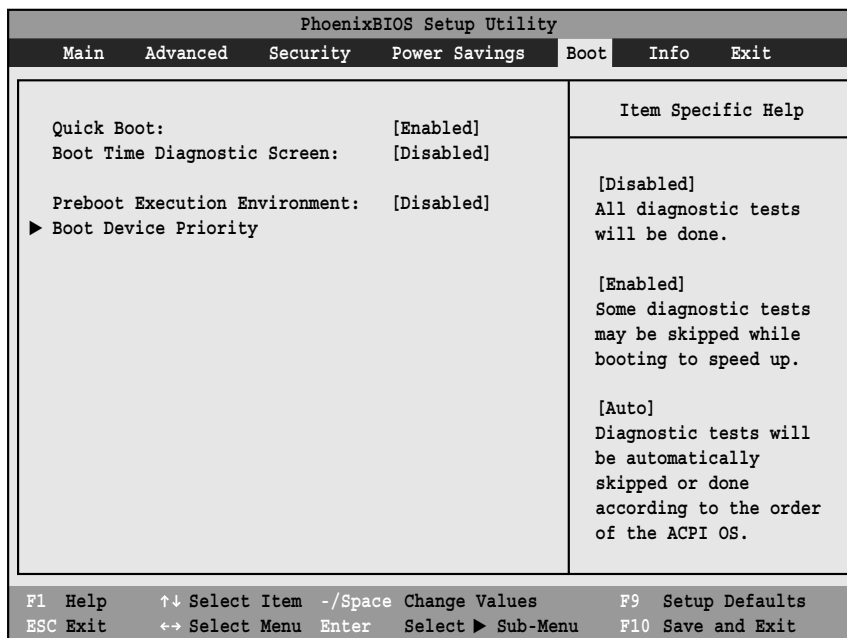 PhoenixBIOS Setup Utility
Main Advanced Security Power Savings Boot Info Exit
Quick Boot: [Enabled]
Boot Time Diagnostic Screen: [Disabled]
Preboot Execution Environment: [Disabled]
▶ Boot Device Priority
Item Specific Help
[Disabled]
All diagnostic tests
will be done.
[Enabled]
Some diagnostic tests
may be skipped while
booting to speed up.
[Auto]
Diagnostic tests will
be automatically
skipped or done
according to the order
of the ACPI OS.
F1 Help ↑↓ Select Item -/Space Change Values F9 Setup Defaults
ESC Exit ←→ Select Menu Enter Select ▶ Sub-Menu F10 Save and Exit